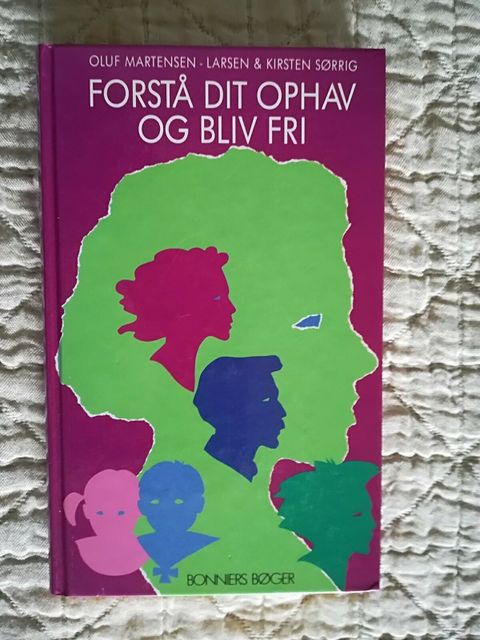 OLUF MARTENSEN - LARSEN & KIRSTEN SØRRIG
FORSTÅ DIT OPHAV
OG BLIV FRI
BONNIERS BØGER